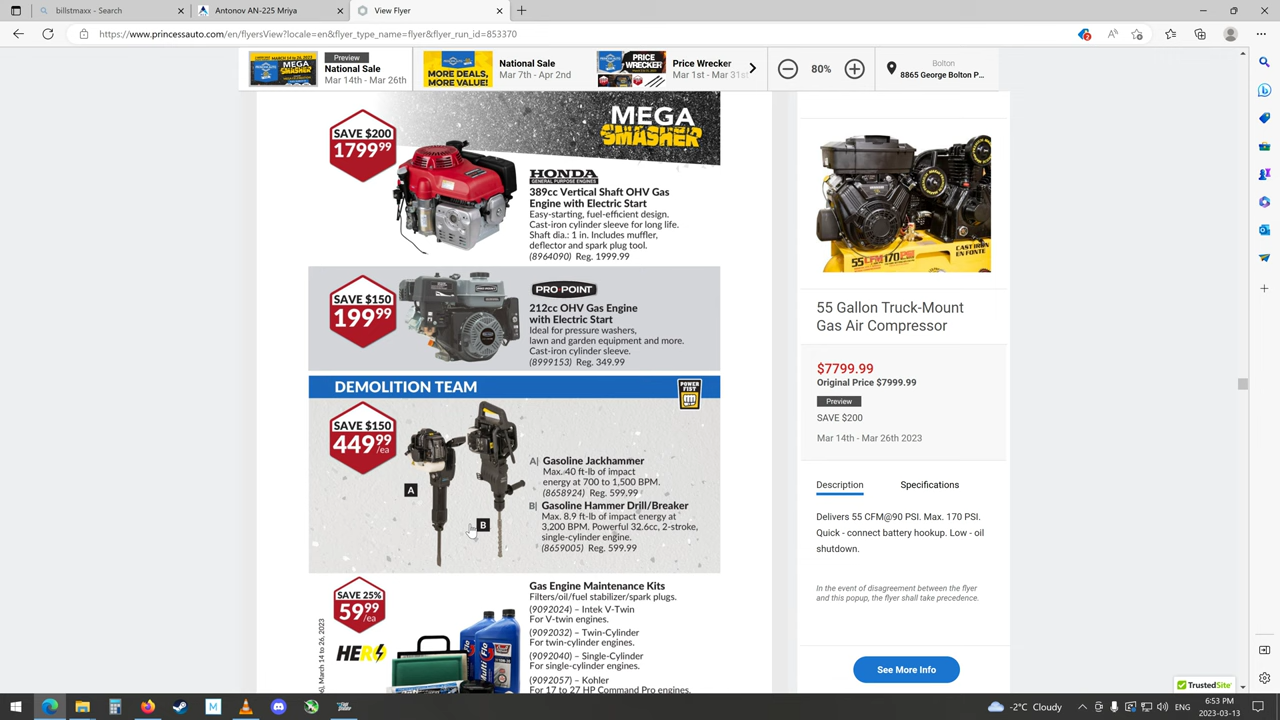 billstmaxx - Search
Antonov AN-225 Mriya
View Flyer
https://www.princessauto.com/en/flyersView?locale=en&flyer_type_name=flyer&flyer_run_id=853370
Preview
National Sale
Mar 14th - Mar 26th
MORE DEALS,
MORE VALUE!
National Sale
Mar 7th - Apr 2nd
PRICE
WRECKER
Price Wrecker
Mar 1st - Mar 31st
80%
Bolton
8865 George Bolton P...
MEGA
SMASHER
SAVE $200
1799 99
HONDA
GENERAL PURPOSE ENGINES
389cc Vertical Shaft OHV Gas
Engine with Electric Start
Easy-starting, fuel-efficient design.
Cast-iron cylinder sleeve for long life.
Shaft dia.: 1 in. Includes muffler,
deflector and spark plug tool.
(8964090) Reg. 1999.99
SAVE $150
199 99
PRO.POINT
212cc OHV Gas Engine
with Electric Start
Ideal for pressure washers,
lawn and garden equipment and more.
Cast-iron cylinder sleeve.
(8999153) Reg. 349.99
DEMOLITION TEAM
POWER
FIST
SAVE $150
449 99
/ea
A
B
A| Gasoline Jackhammer
Max. 40 ft-lb of impact
energy at 700 to 1,500 BPM.
(8658924) Reg. 599.99
B| Gasoline Hammer Drill/Breaker
Max. 8.9 ft-lb of impact energy at
3,200 BPM. Powerful 32.6cc, 2-stroke,
single-cylinder engine.
(8659005) Reg. 599.99
SAVE 25%
59 99
/ea
HERO
Gas Engine Maintenance Kits
Filters/oil/fuel stabilizer/spark plugs.
(9092024) – Intek V-Twin
For V-twin engines.
(9092032) – Twin-Cylinder
For twin-cylinder engines.
(9092040) – Single-Cylinder
For single-cylinder engines.
(9092057) – Kohler
For 17 to 27 HP Command Pro engines.
March 14 to 26, 2023
55CFM 170PSI
CAST IRON
EN FONTE
55 Gallon Truck-Mount
Gas Air Compressor
$7799.99
Original Price $7999.99
Preview
SAVE $200
Mar 14th - Mar 26th 2023
Description
Specifications
Delivers 55 CFM@90 PSI. Max. 170 PSI.
Quick - connect battery hookup. Low - oil
shutdown.
In the event of disagreement between the flyer
and this popup, the flyer shall take precedence.
See More Info
TrustedSite
-2°C Cloudy
ENG
6:53 PM
2023-03-13